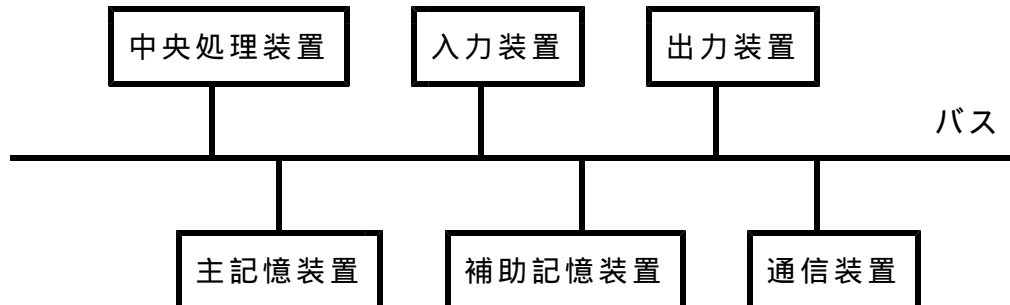 中央処理装置
入力装置
出力装置
バス
主記憶装置
補助記憶装置
通信装置